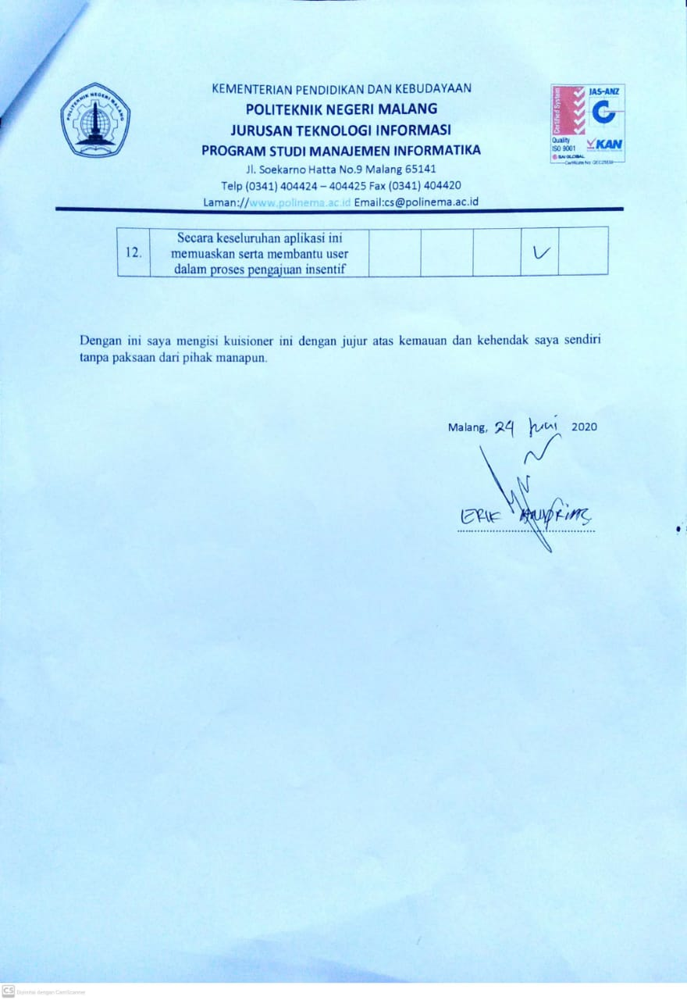 KEMENTERIAN PENDIDIKAN DAN KEBUDAYAAN
POLITEKNIK NEGERI MALANG
JURUSAN TEKNOLOGI INFORMASI
PROGRAM STUDI MANAJEMEN INFORMATIKA
Jl. Soekarno Hatta No.9 Malang 65141
Telp (0341) 404424 – 404425 Fax (0341) 404420
Laman://www.polinema.ac.id Email:cs@polinema.ac.id
POLITEKNIK NEGERI MALANG
Certified System
JAS-ANZ
Quality
ISO 9001
SAI GLOBAL
KAN
Certificate No:
12.
Secara keseluruhan aplikasi ini
memuaskan serta membantu user
dalam proses pengajuan insentif
Dengan ini saya mengisi kuisioner ini dengan jujur atas kemauan dan kehendak saya sendiri
tanpa paksaan dari pihak manapun.
Malang, 24 2020
ERIK
CS Dipindai dengan CamScanner